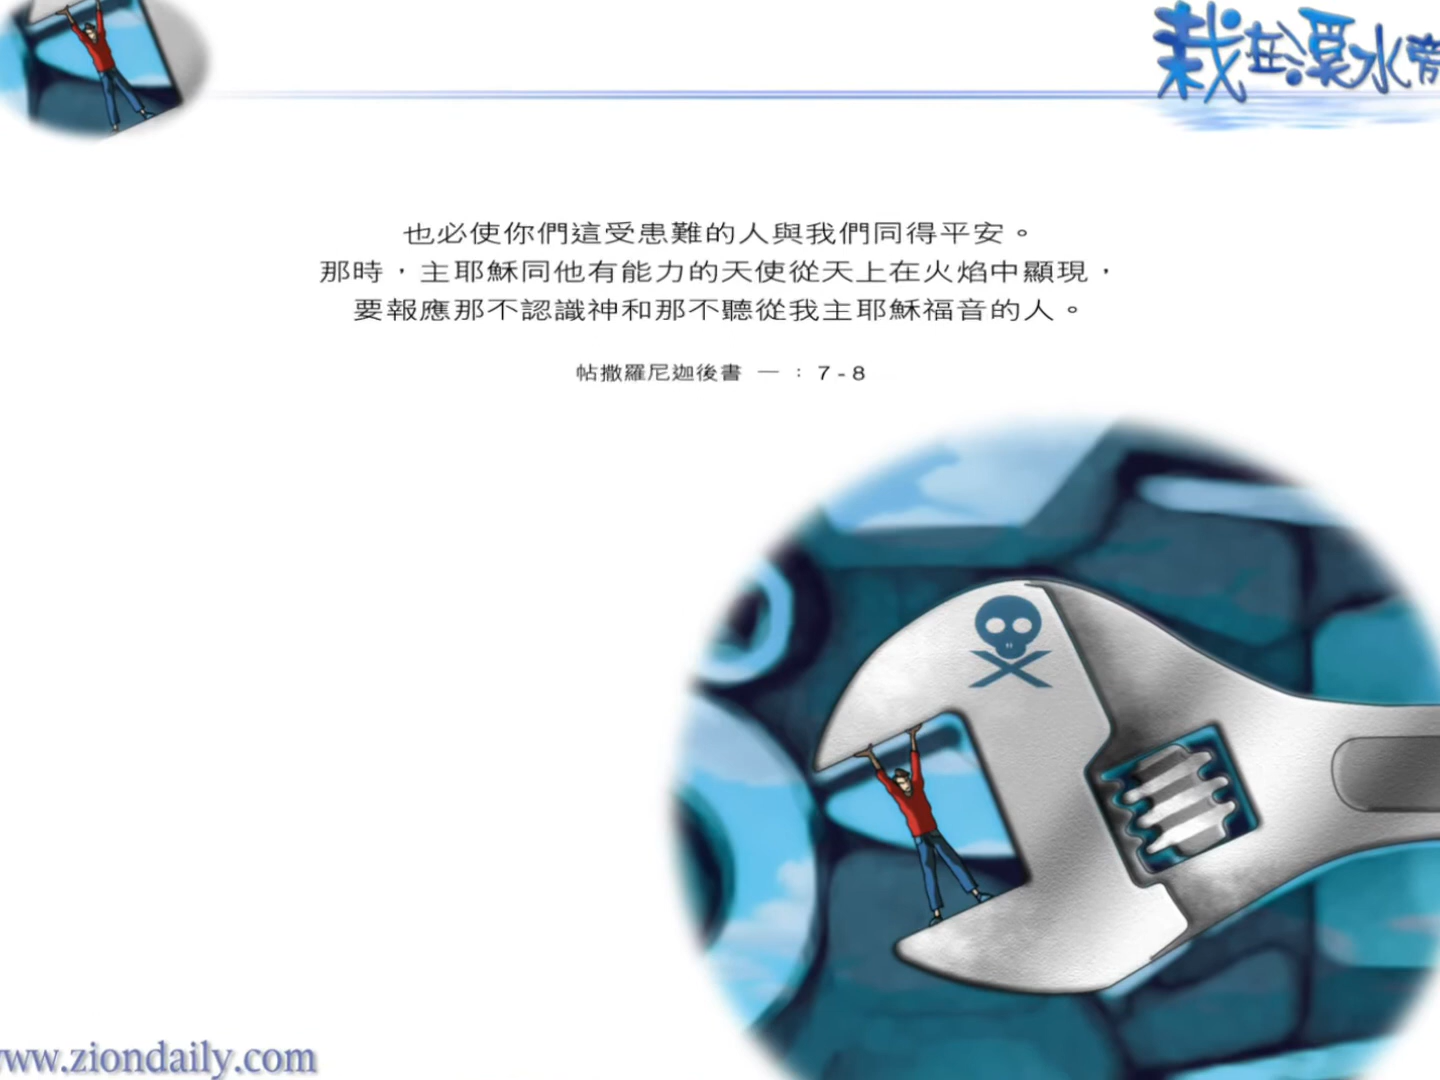 栽在溪水旁
也必使你們這受患難的人與我們同得平安。
那時，主耶穌同他有能力的天使從天上在火焰中顯現，
要報應那不認識神和那不聽從我主耶穌福音的人。
帖撒羅尼迦後書 一 : 7-8
www.ziondaily.com